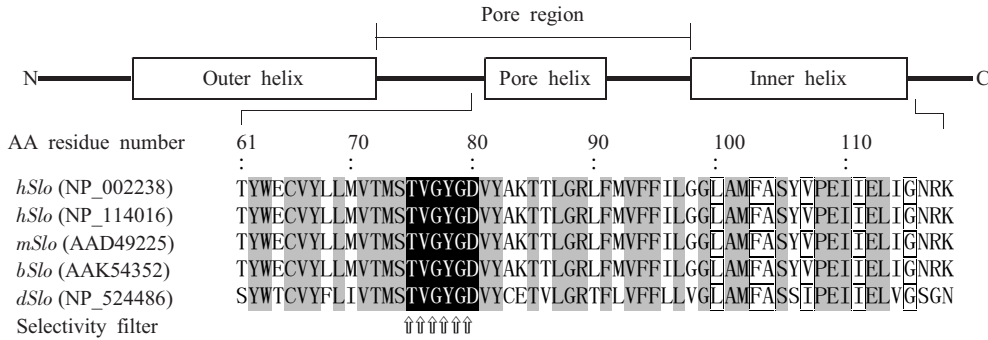 Pore region
N Outer helix Pore helix Inner helix C
AA residue number 61 70 80 90 100 110
hSlo (NP_002238) TYWECVYLLMVTMSTVGYGDVYAKTTLGRLFMVFFILGGLAMFASYVPEIIELIGNRK
hSlo (NP_114016) TYWECVYLLMVTMSTVGYGDVYAKTTLGRLFMVFFILGGLAMFASYVPEIIELIGNRK
mSlo (AAD49225) TYWECVYLLMVTMSTVGYGDVYAKTTLGRLFMVFFILGGLAMFASYVPEIIELIGNRK
bSlo (AAK54352) TYWECVYLLMVTMSTVGYGDVYAKTTLGRLFMVFFILGGLAMFASYVPEIIELIGNRK
dSlo (NP_524486) SYWTCVYFLIVTMSTVGYGDVYCETVLGRTFLVFFLLVGLAMFASSIPEIIELVGSGN
Selectivity filter ⇧⇧⇧⇧⇧⇧